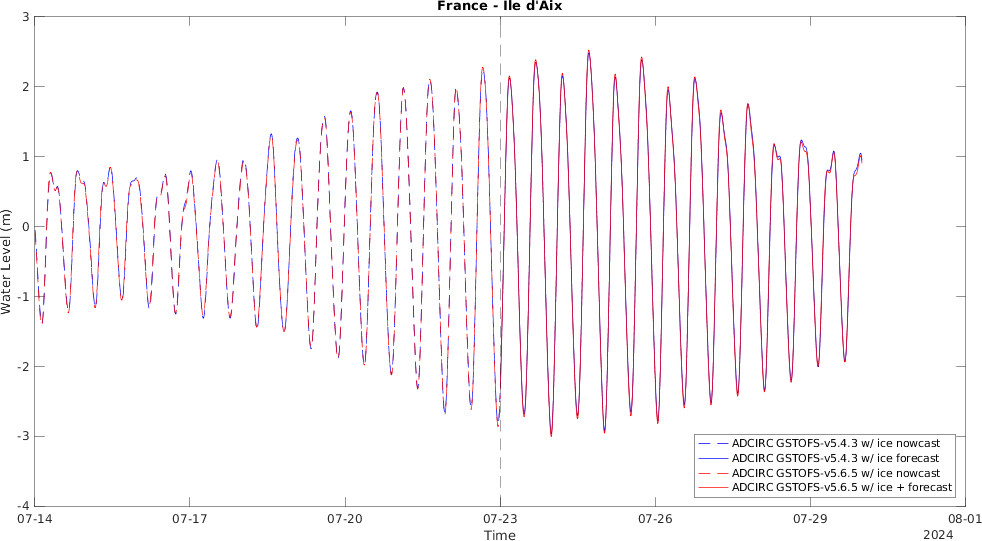 France - Ile d'Aix
3
2
1
0
-1
-2
-3
-4
Water Level (m)
07-14
07-17
07-20
07-23
07-26
07-29
08-01
Time
2024
ADCIRC GSTOFS-v5.4.3 w/ ice nowcast
ADCIRC GSTOFS-v5.4.3 w/ ice forecast
ADCIRC GSTOFS-v5.6.5 w/ ice nowcast
ADCIRC GSTOFS-v5.6.5 w/ ice + forecast